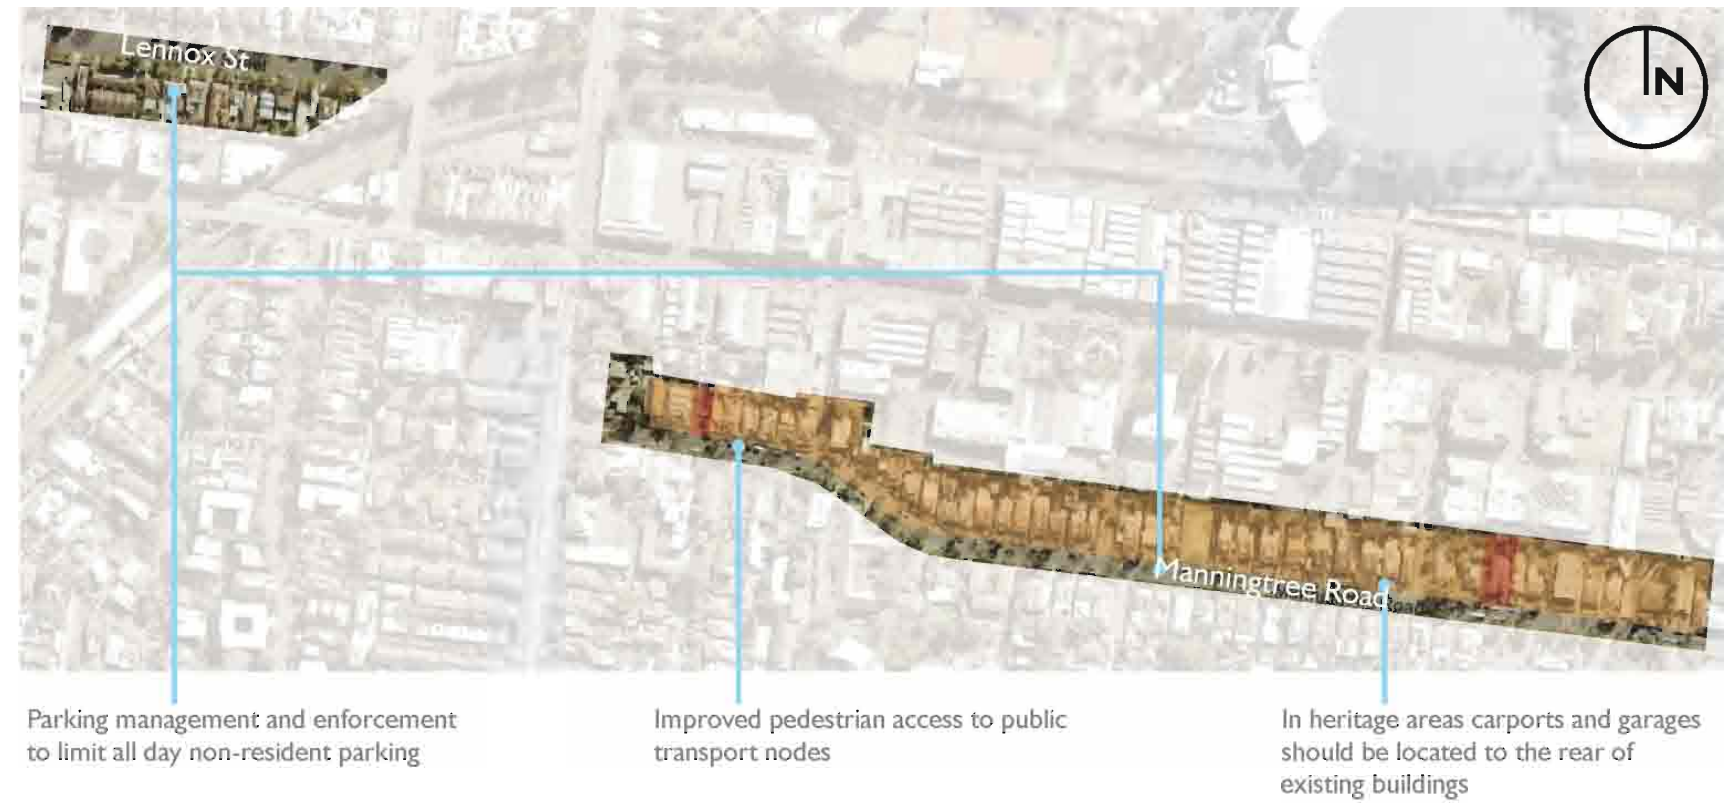 Lennox St
N
Manningtree Road
Road
Parking management and enforcement
to limit all day non-resident parking
Improved pedestrian access to public
transport nodes
In heritage areas carports and garages
should be located to the rear of
existing buildings